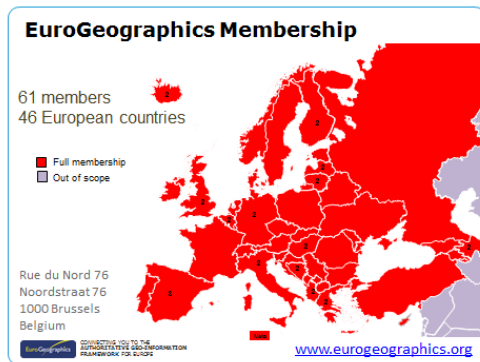 EuroGeographics Membership
61 members
46 European countries
Full membership
Out of scope
Rue du Nord 76
Noordstraat 76
1000 Brussels
Belgium
EuroGeographics
CONNECTING YOU TO THE
AUTHORITATIVE GEO-INFORMATION
FRAMEWORK FOR EUROPE
www.eurogeographics.org